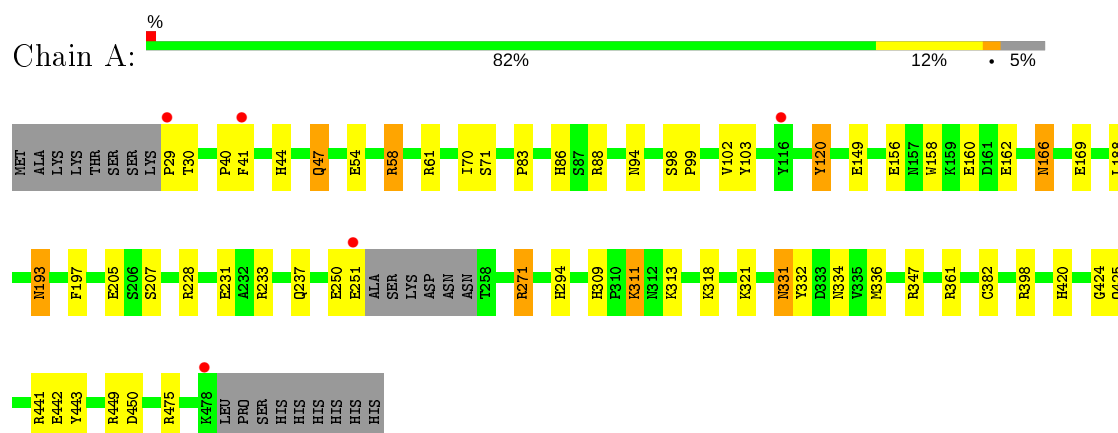 %
Chain A:
82% 12% • 5%
MET ALA LYS LYS THR SER SER LYS P29 T30 P40 F41 H44 Q47 E54 R58 R61 I70 S71 P83 H86 S87 R88 N94 S98 P99 V102 Y103 Y116 Y120 E149 E156 N157 W158 K159 E160 D161 E162 N166 E169 L188
N193 F197 E205 S206 S207 R228 E231 A232 R233 Q237 E250 E251 ALA SER LYS ASP ASN ASN T258 R271 H294 H309 P310 K311 N312 K313 K318 K321 N331 Y332 D333 N334 V335 M336 R347 R361 C382 R398 H420 G424
R441 E442 Y443 R449 D450 R475 K478 LEU PRO SER HIS HIS HIS HIS HIS HIS